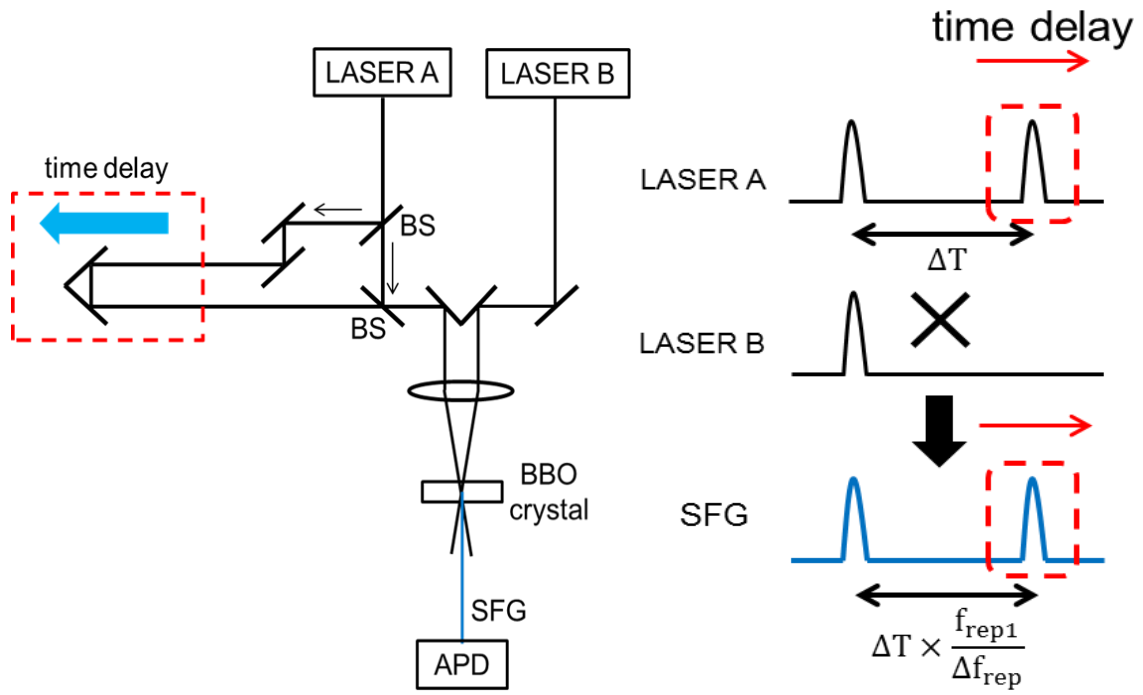 LASER A
LASER B
time delay
BS
BS
BBO
crystal
SFG
APD
time delay
LASER A
ΔT
LASER B
SFG
ΔT × f_rep1/Δf_rep